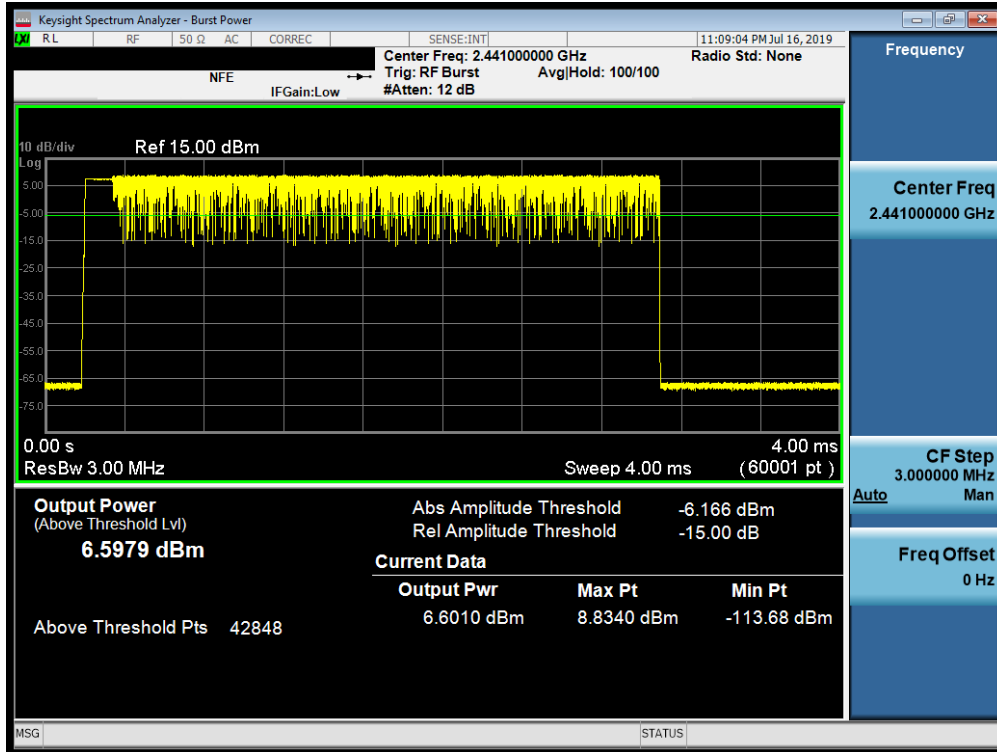 Keysight Spectrum Analyzer - Burst Power
LXI RL RF 50 Ω AC CORREC SENSE:INT 11:09:04 PM Jul 16, 2019
Center Freq: 2.441000000 GHz Radio Std: None
NFE Trig: RF Burst Avg|Hold: 100/100
IFGain:Low #Atten: 12 dB
Frequency
10 dB/div Ref 15.00 dBm
Log
5.00
-5.00
-15.0
-25.0
-35.0
-45.0
-55.0
-65.0
-75.0
0.00 s 4.00 ms
ResBw 3.00 MHz Sweep 4.00 ms (60001 pt)
Center Freq
2.441000000 GHz
CF Step
3.000000 MHz
Auto Man
Freq Offset
0 Hz
Output Power
(Above Threshold Lvl)
6.5979 dBm
Above Threshold Pts 42848
Abs Amplitude Threshold -6.166 dBm
Rel Amplitude Threshold -15.00 dB
Current Data
Output Pwr Max Pt Min Pt
6.6010 dBm 8.8340 dBm -113.68 dBm
MSG STATUS